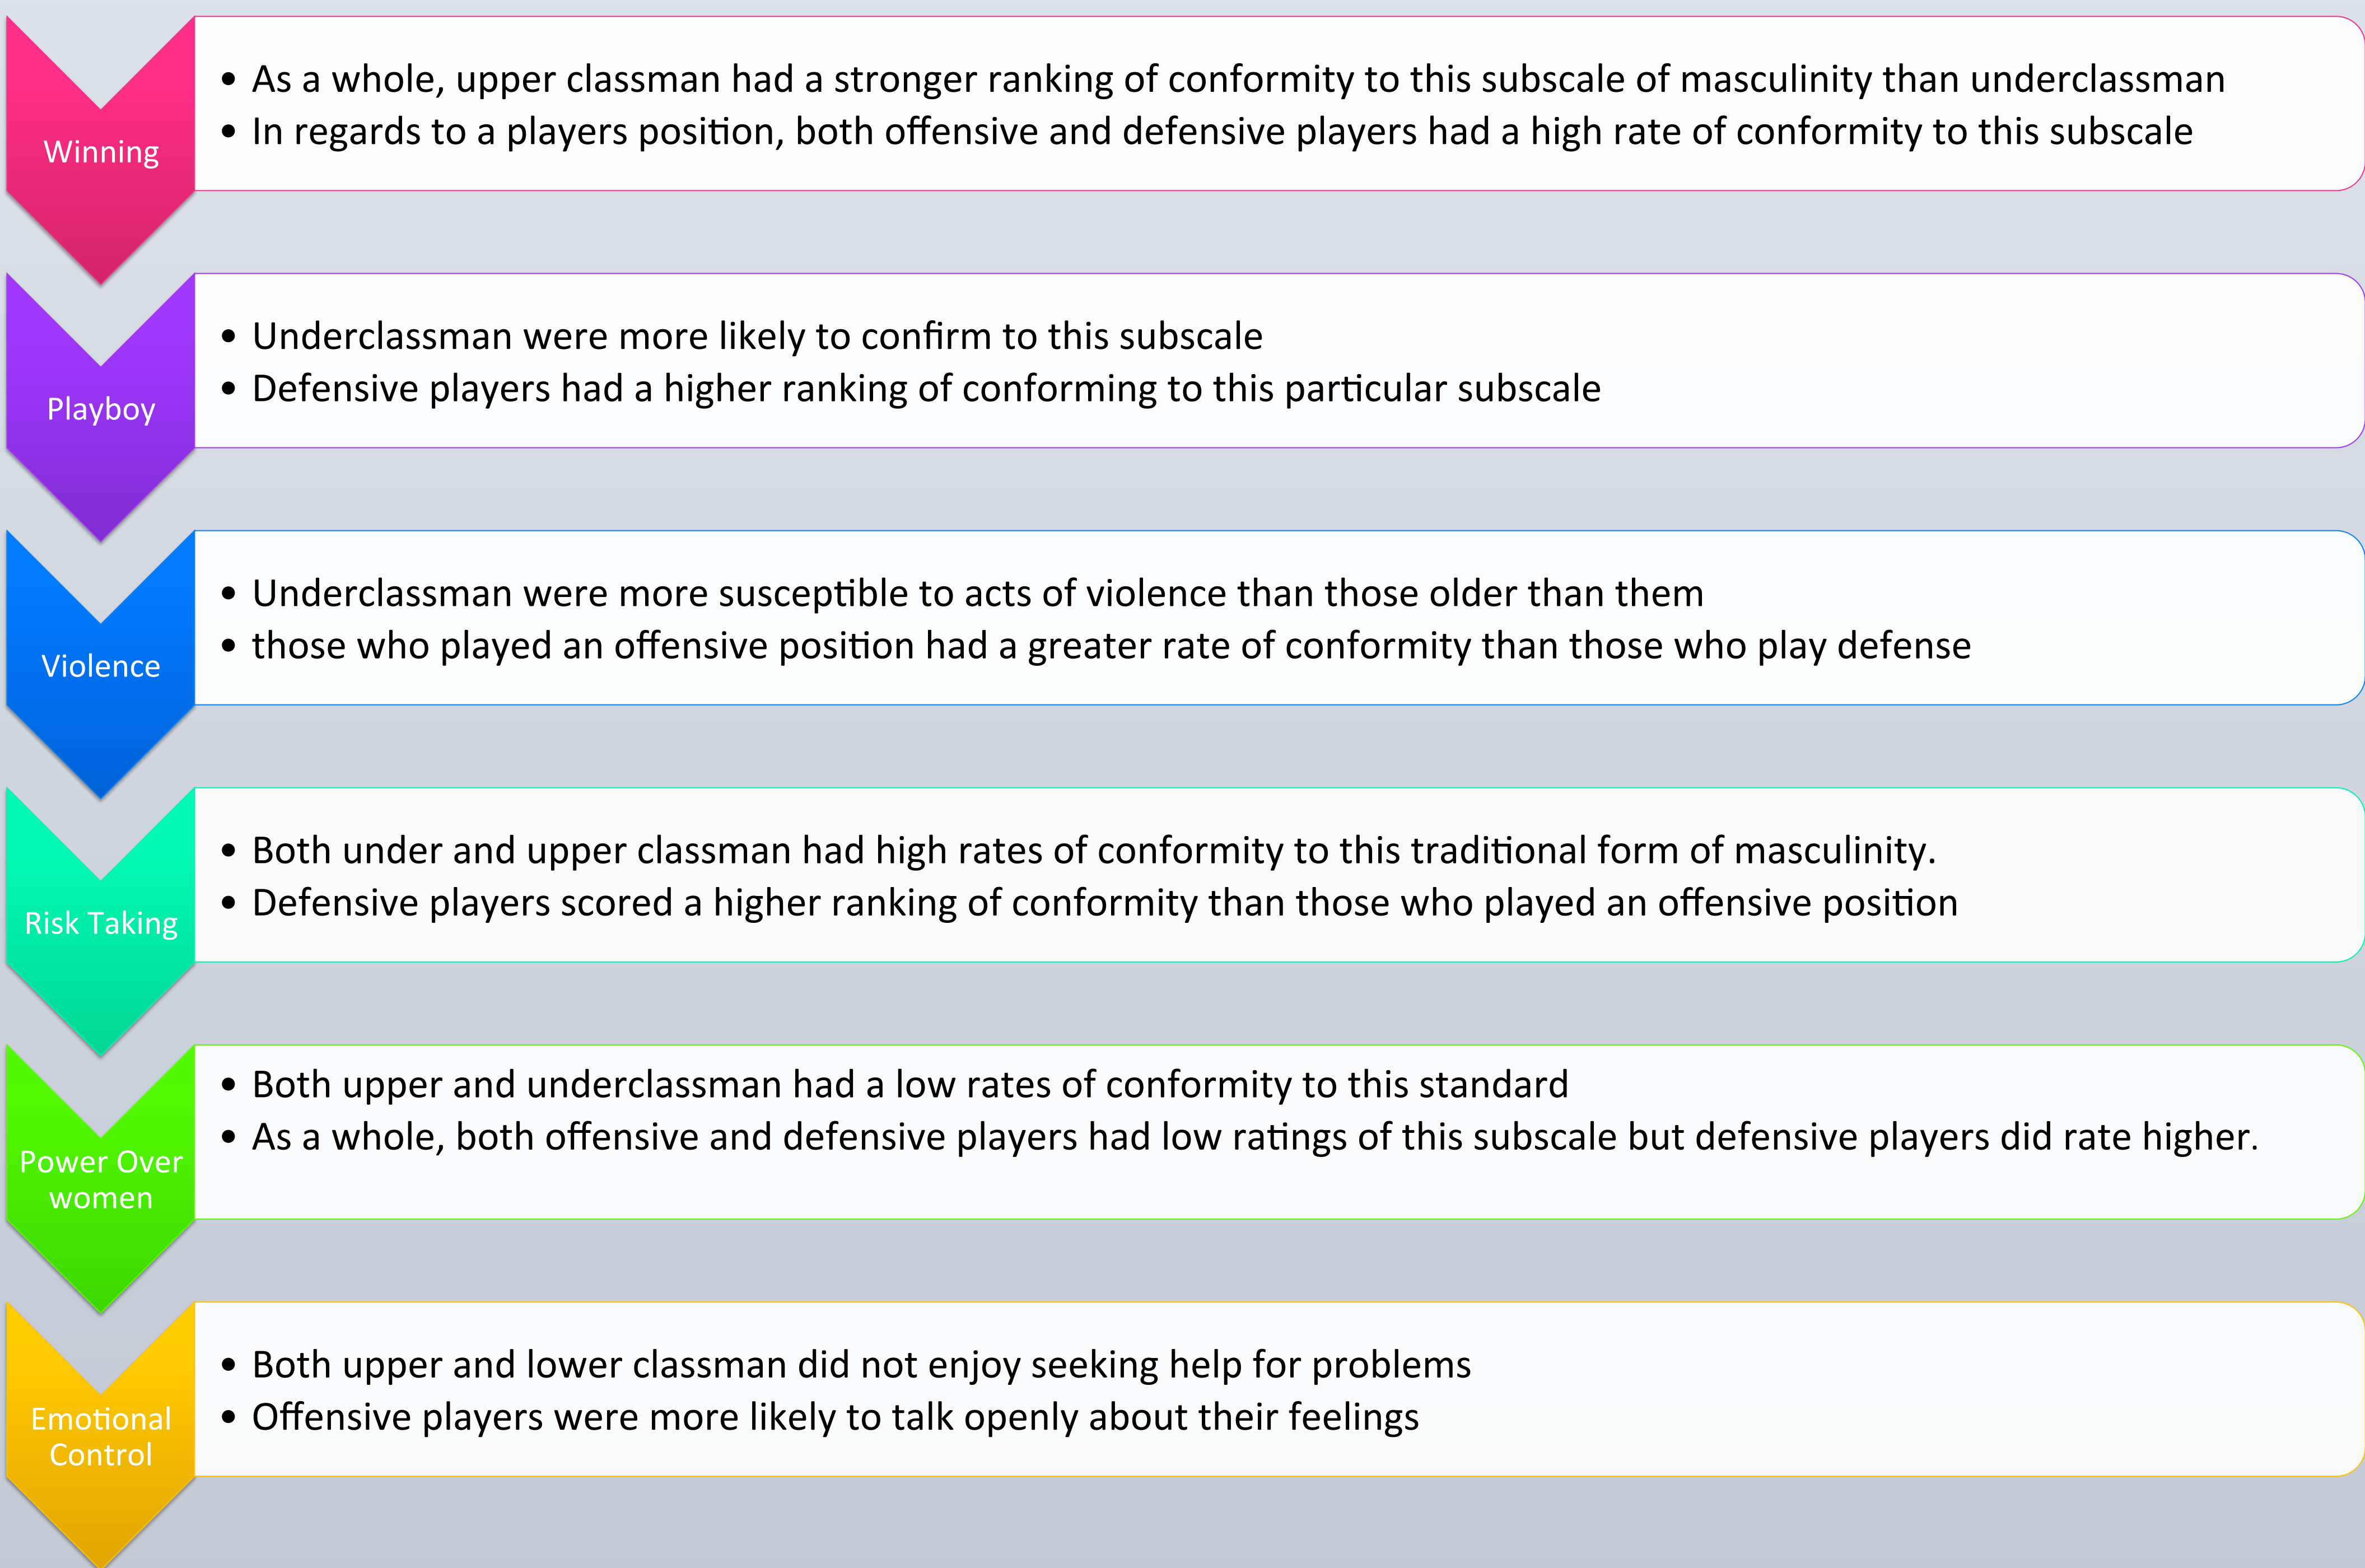 Winning
• As a whole, upper classman had a stronger ranking of conformity to this subscale of masculinity than underclassman
• In regards to a players position, both offensive and defensive players had a high rate of conformity to this subscale
Playboy
• Underclassman were more likely to confirm to this subscale
• Defensive players had a higher ranking of conforming to this particular subscale
Violence
• Underclassman were more susceptible to acts of violence than those older than them
• those who played an offensive position had a greater rate of conformity than those who play defense
Risk Taking
• Both under and upper classman had high rates of conformity to this traditional form of masculinity.
• Defensive players scored a higher ranking of conformity than those who played an offensive position
Power Over
women
• Both upper and underclassman had a low rates of conformity to this standard
• As a whole, both offensive and defensive players had low ratings of this subscale but defensive players did rate higher.
Emotional
Control
• Both upper and lower classman did not enjoy seeking help for problems
• Offensive players were more likely to talk openly about their feelings